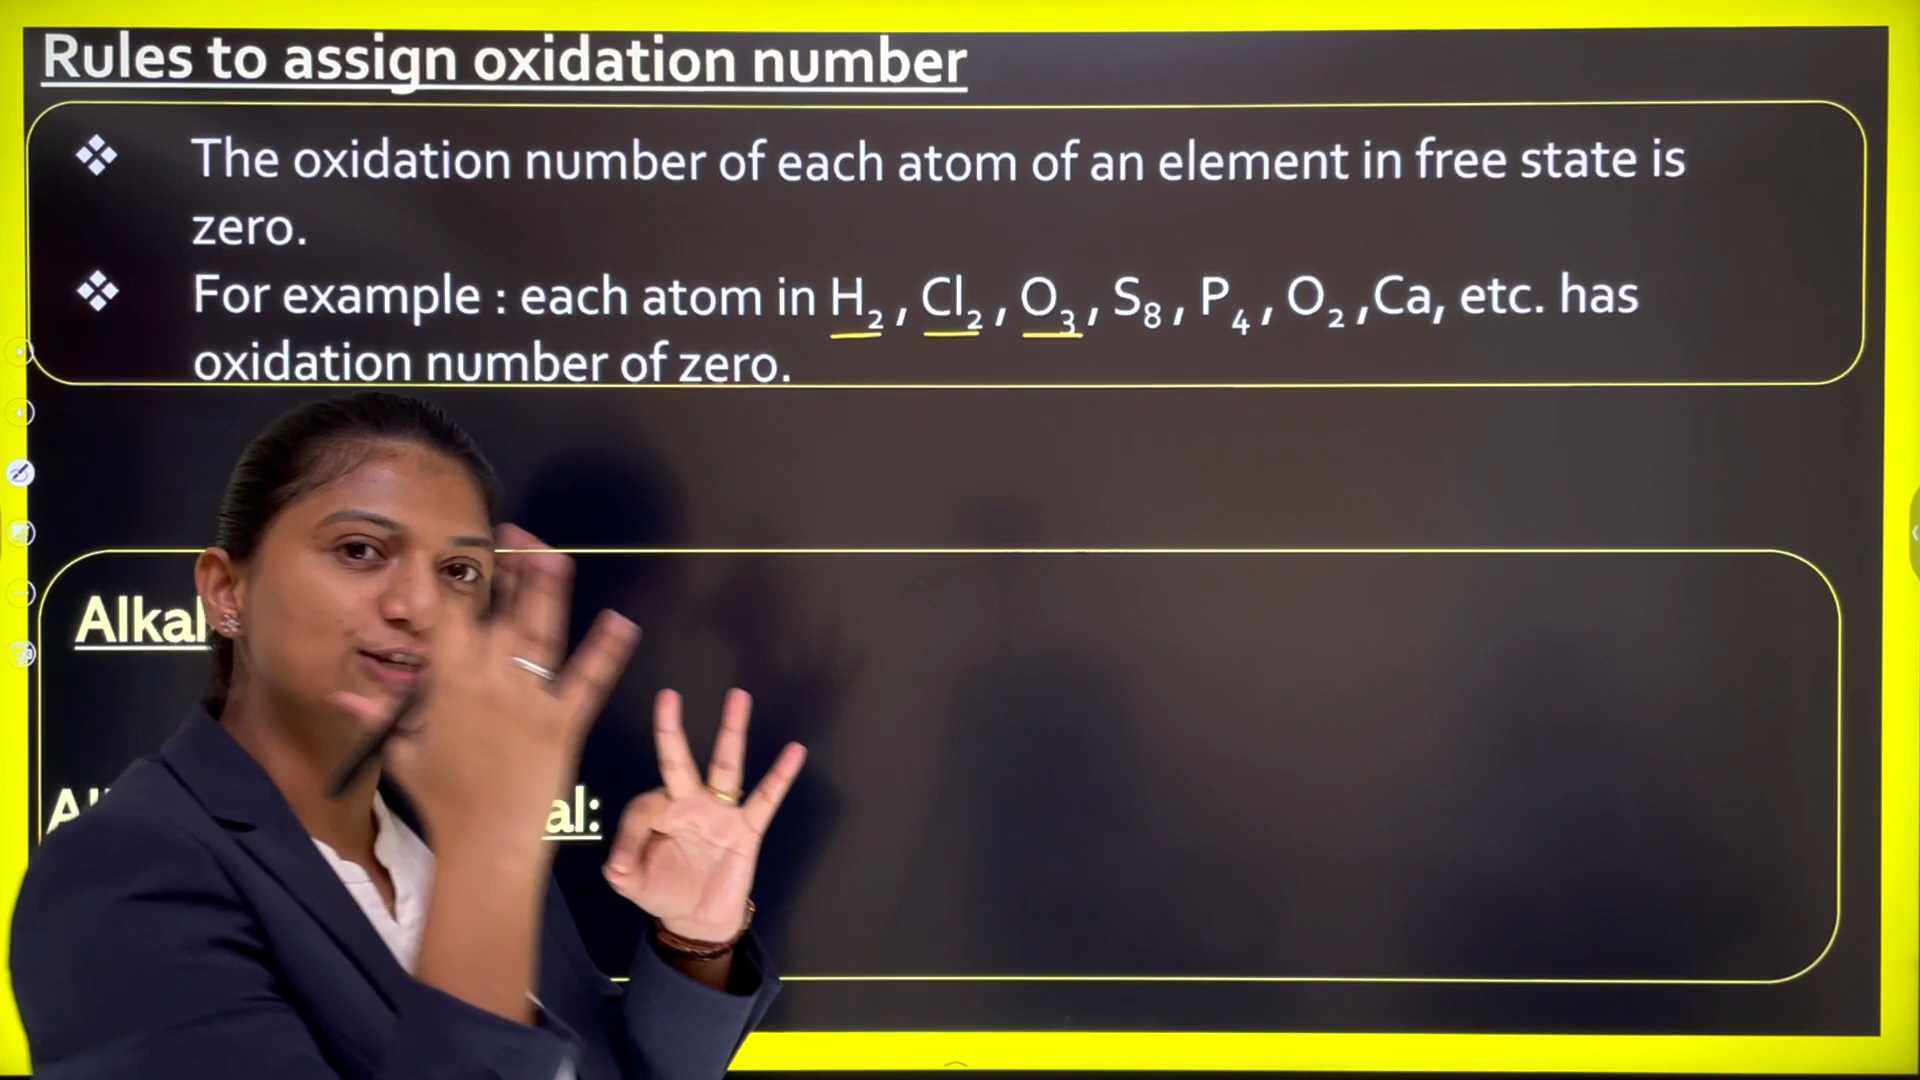 Rules to assign oxidation number
❖ The oxidation number of each atom of an element in free state is
zero.
❖ For example : each atom in H₂ , Cl₂ , O₃ , S₈ , P₄ , O₂ ,Ca, etc. has
oxidation number of zero.
Alkal
al: